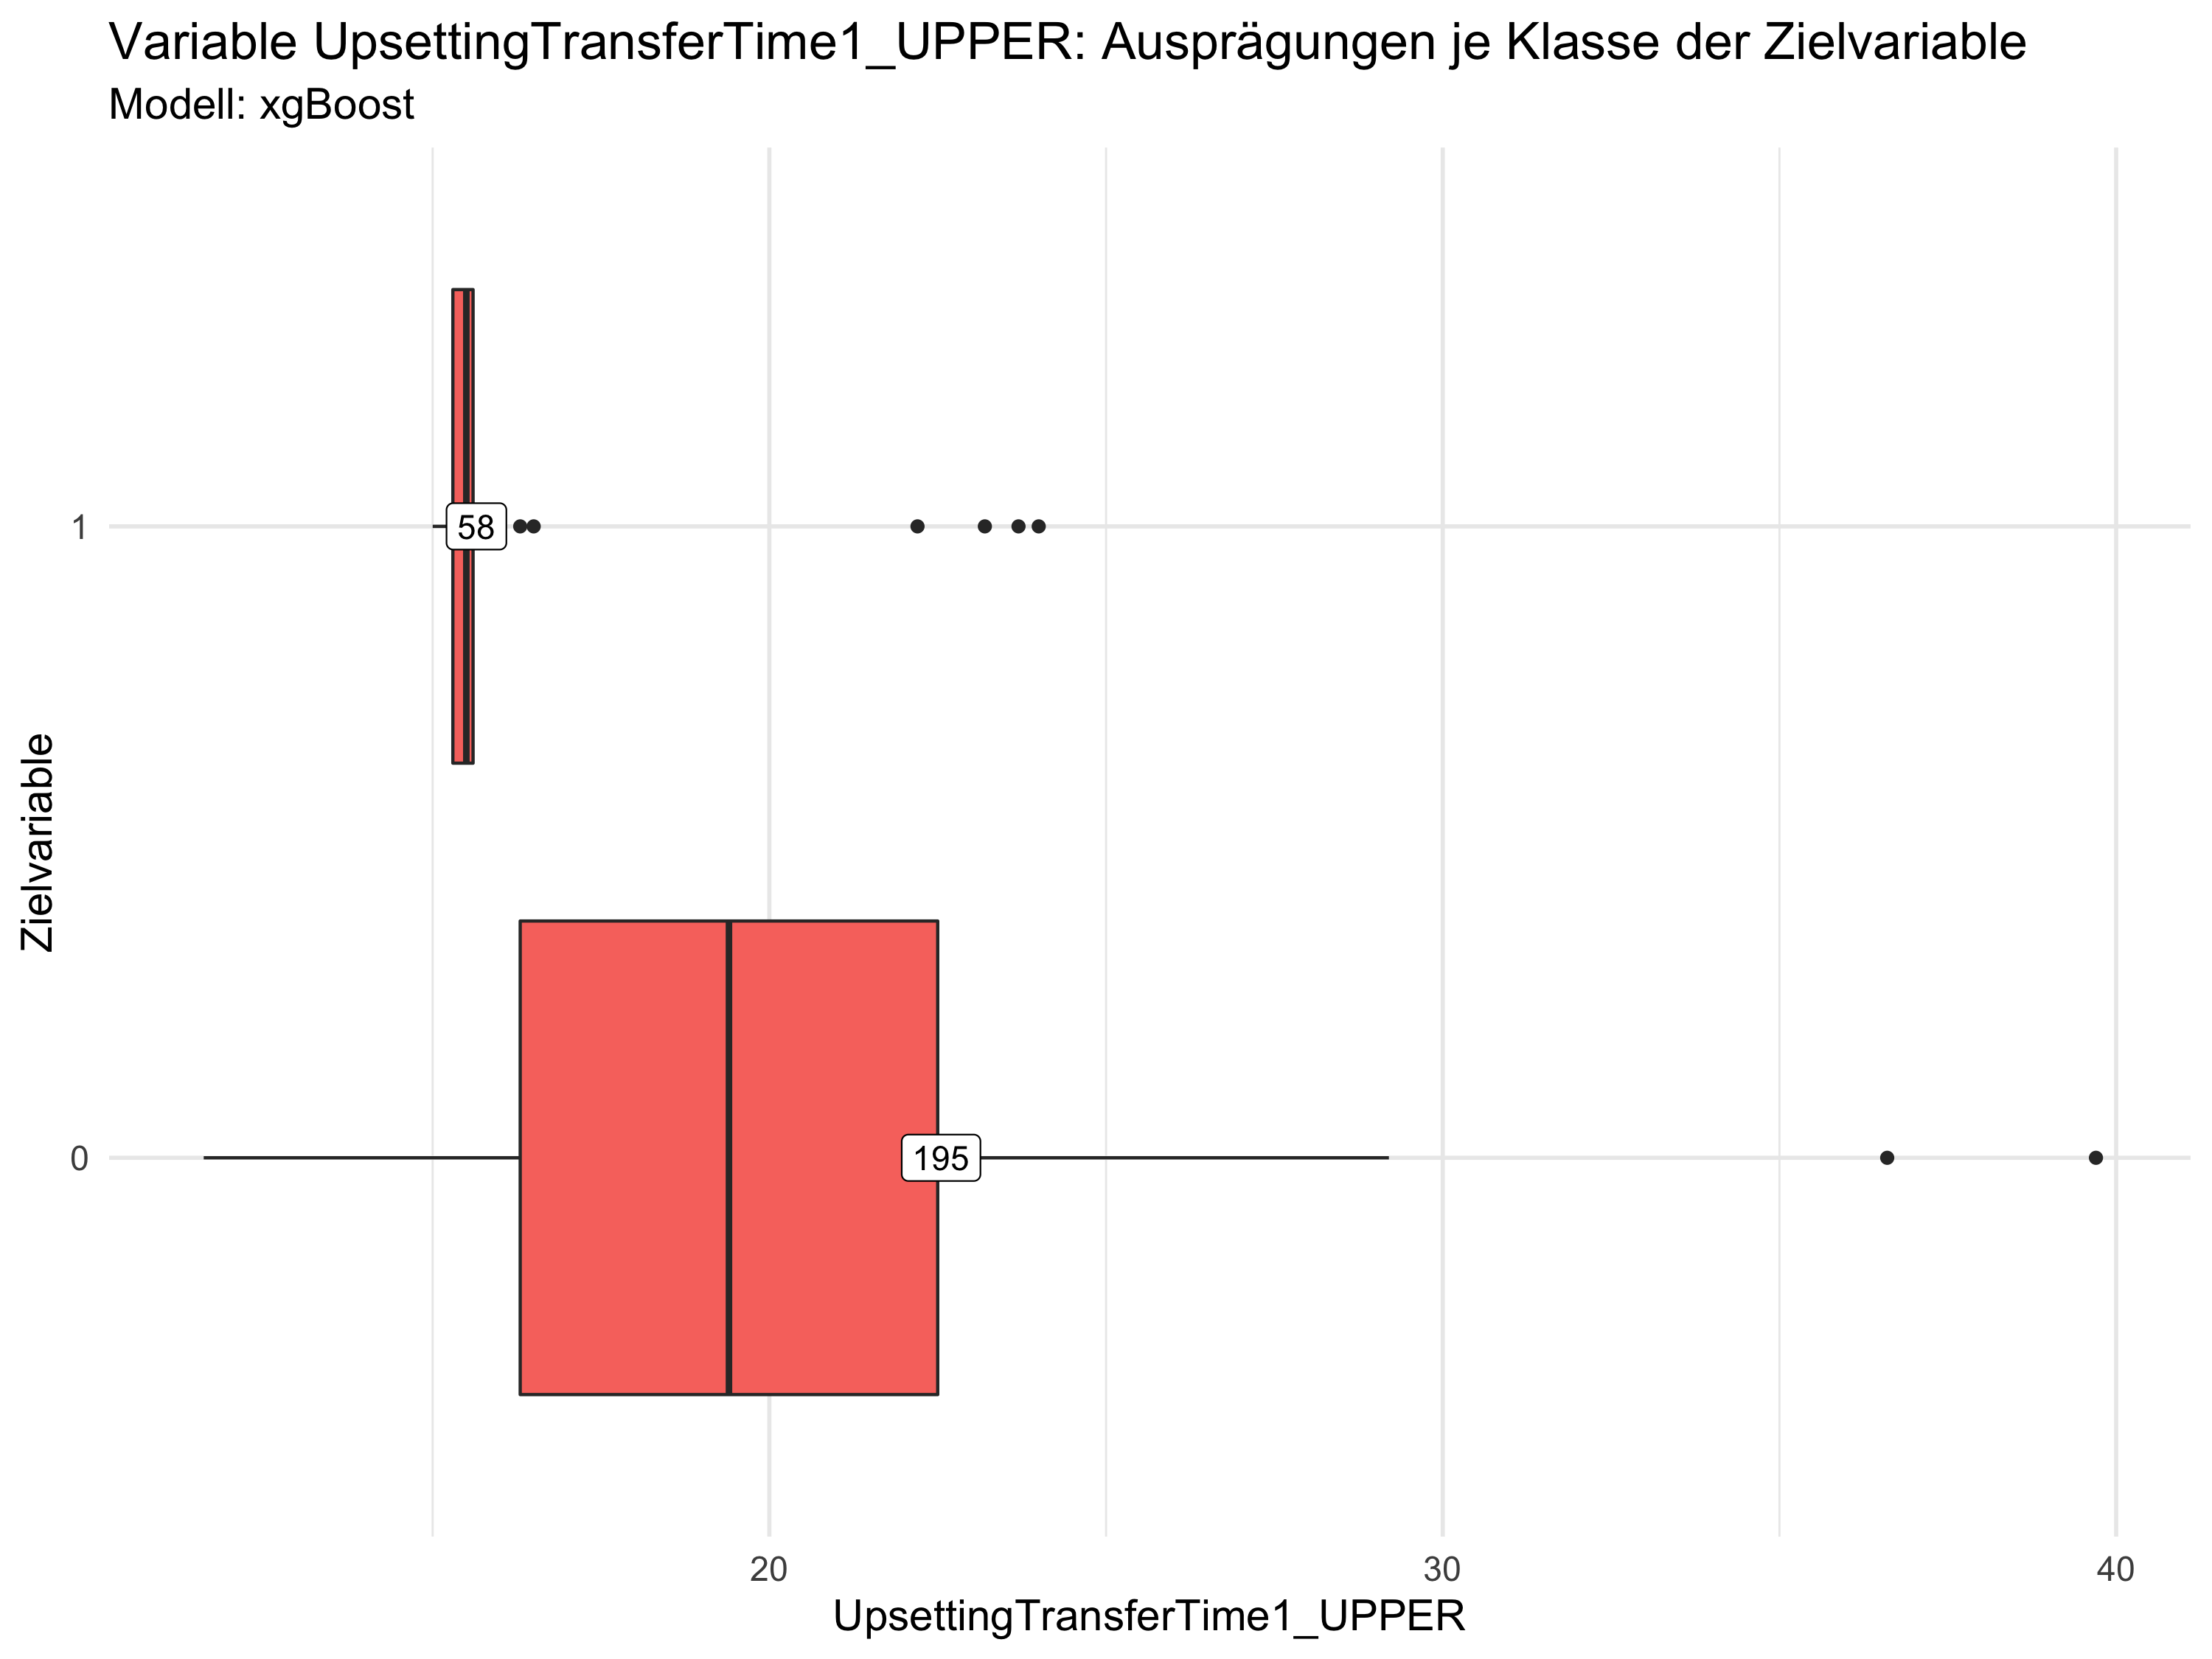 Variable UpsettingTransferTime1_UPPER: Ausprägungen je Klasse der Zielvariable
Modell: xgBoost
Zielvariable
1
58
0
195
20
30
40
UpsettingTransferTime1_UPPER